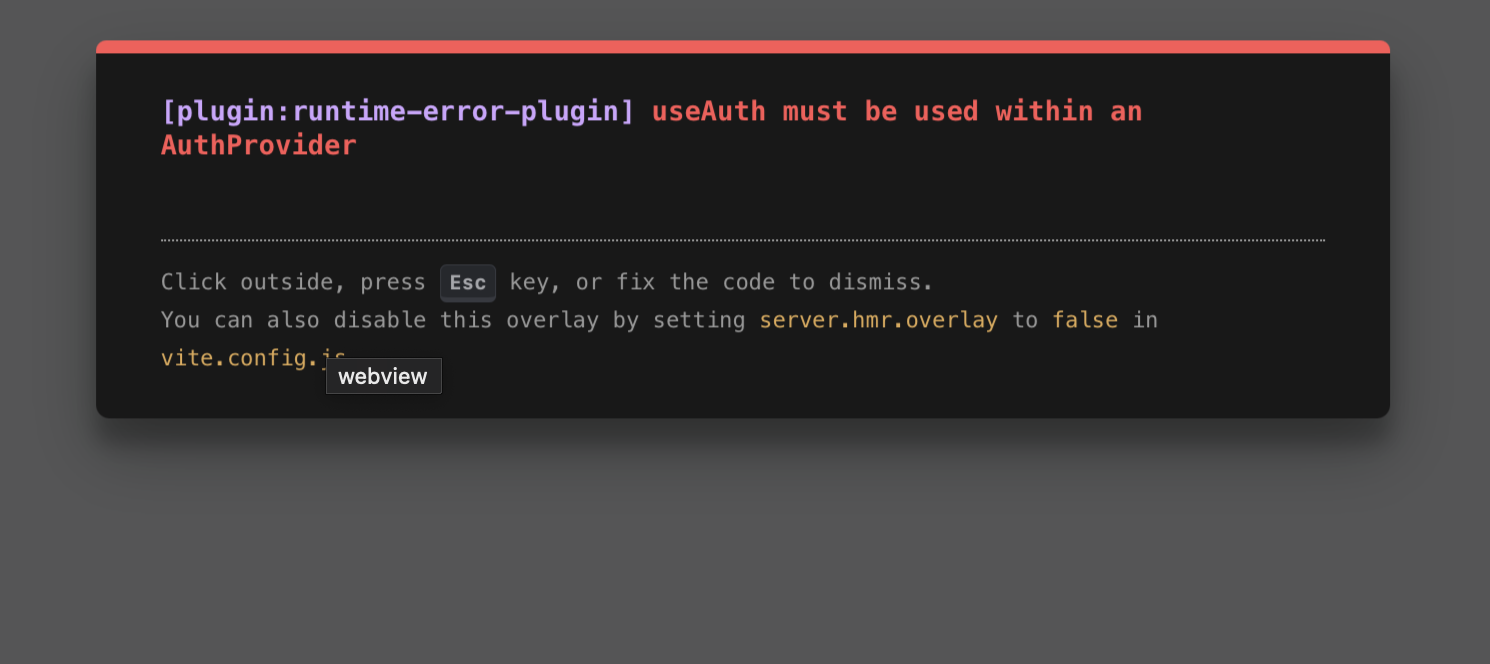 [plugin:runtime-error-plugin] useAuth must be used within an
AuthProvider
Click outside, press Esc key, or fix the code to dismiss.
You can also disable this overlay by setting server.hmr.overlay to false in
vite.config.js
webview